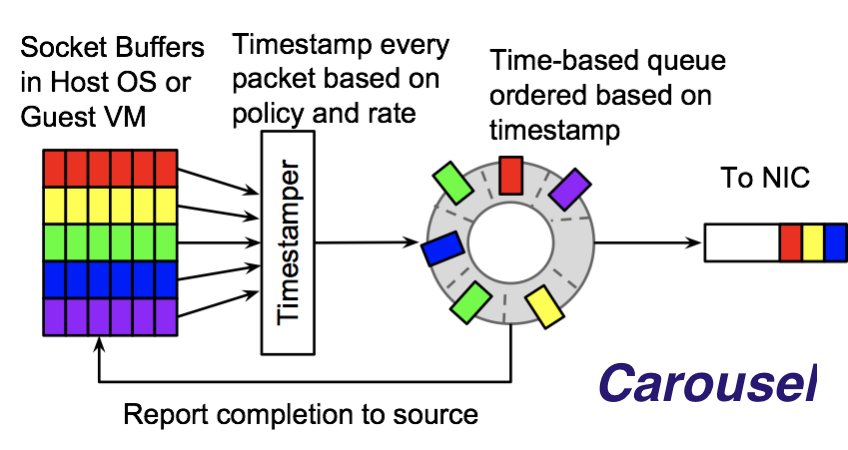 Socket Buffers
in Host OS or
Guest VM
Timestamp every
packet based on
policy and rate
Time-based queue
ordered based on
timestamp
To NIC
Timestamper
Report completion to source
Carousel